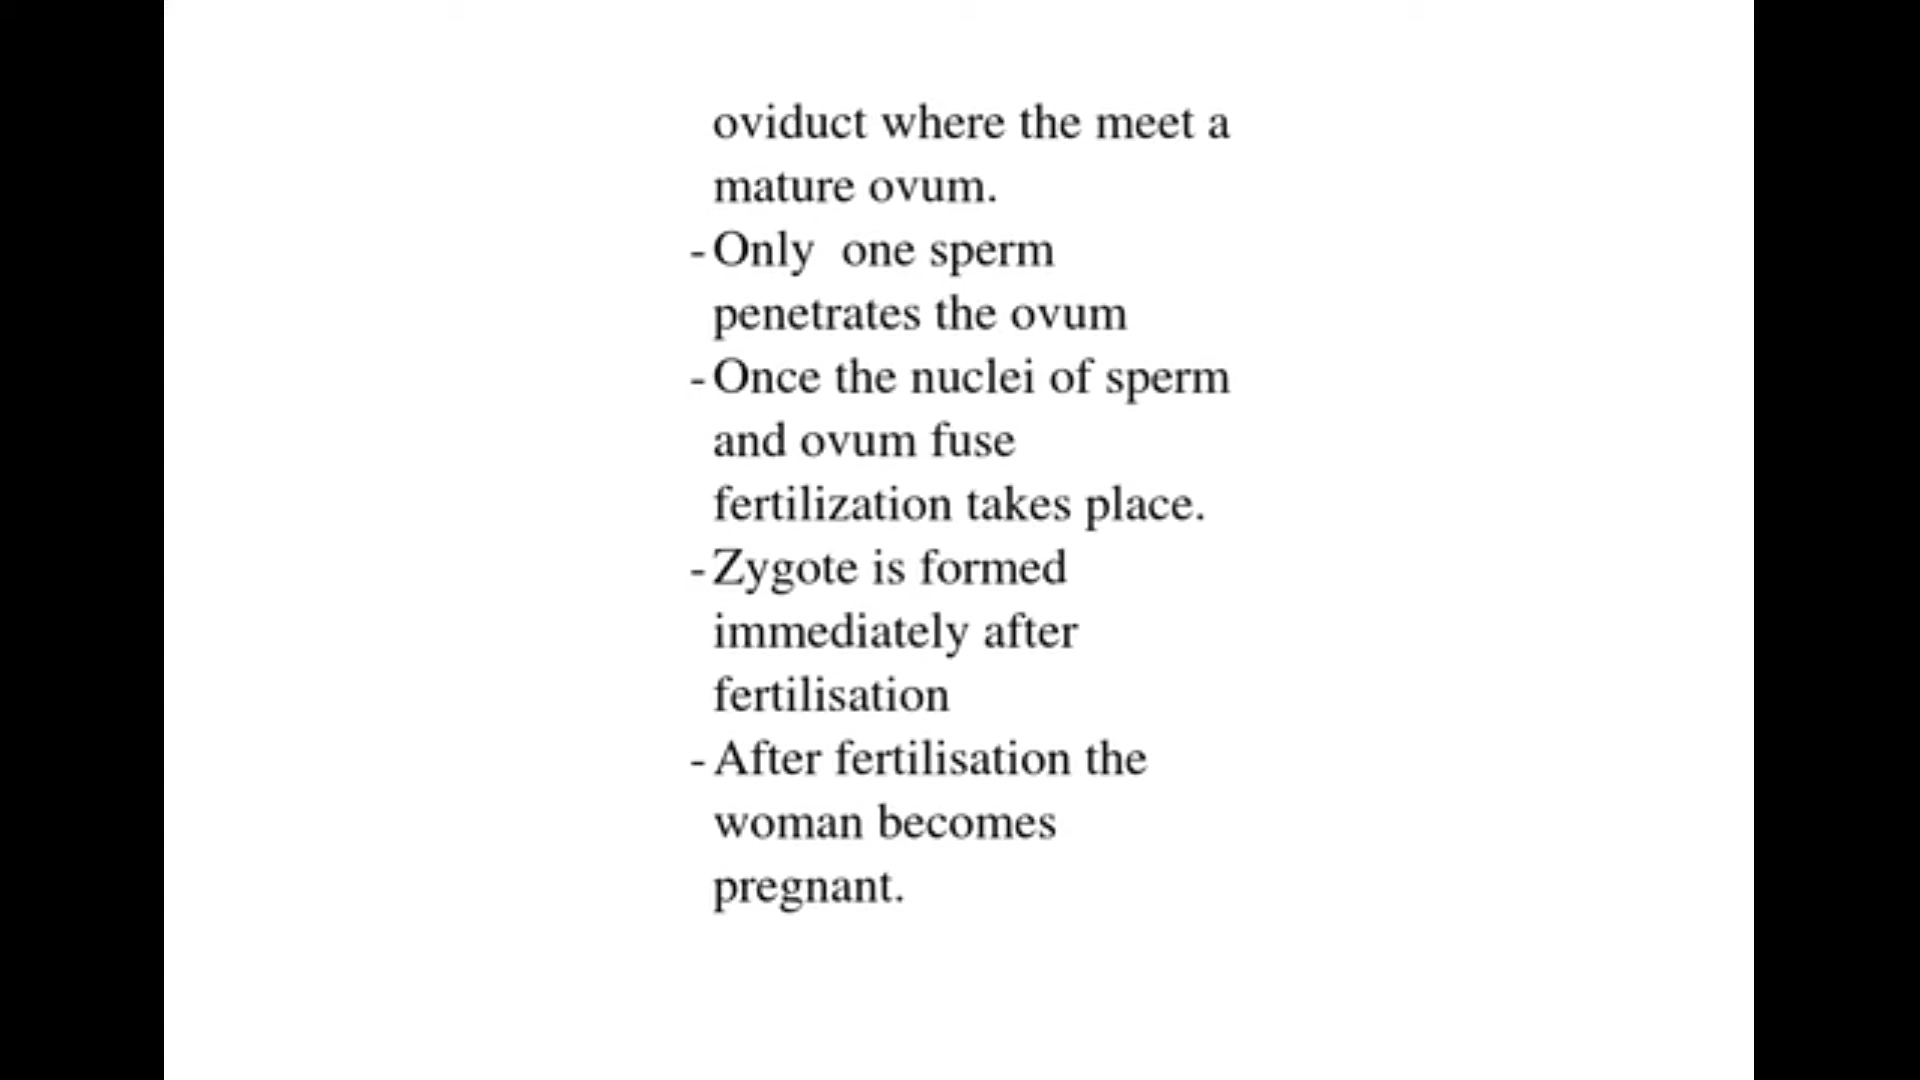 oviduct where the meet a
mature ovum.
-Only  one sperm
penetrates the ovum
-Once the nuclei of sperm
and ovum fuse
fertilization takes place.
-Zygote is formed
immediately after
fertilisation
-After fertilisation the
woman becomes
pregnant.